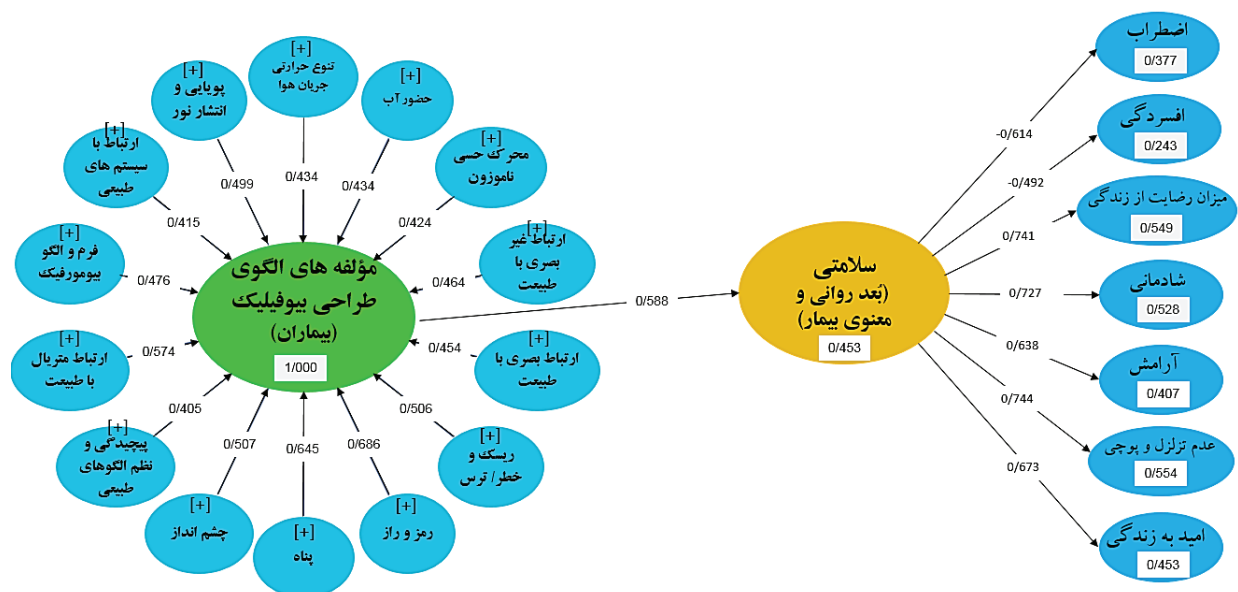 [+]
تنوع حرارتی
جریان هوا
[+]
حضور آب
[+]
محرك حسی
ناموزون
[+]
ارتباط غیر
بصری با
طبیعت
[+]
ارتباط بصری با
طبیعت
[+]
ریسک و
خطر/ ترس
[+]
رمز و راز
[+]
پناه
[+]
چشم انداز
[+]
پیچیدگی و
نظم الگوهای
طبیعی
[+]
ارتباط متریال
با طبیعت
[+]
فرم و الگو
بیومورفیک
[+]
ارتباط با
سیستم های
طبیعی
[+]
پویایی و
انتشار نور
0/434
0/434
0/424
0/464
0/454
0/506
0/686
0/645
0/507
0/405
0/574
0/476
0/415
0/499
مؤلفه های الگوی
طراحی بیوفیلیک
(بیماران)
1/000
0/588
سلامتی
(بُعد روانی و
معنوی بیمار)
0/453
-0/614
-0/492
0/741
0/727
0/638
0/744
0/673
اضطراب
0/377
افسردگی
0/243
میزان رضایت از زندگی
0/549
شادمانی
0/528
آرامش
0/407
عدم تزلزل و پوچی
0/554
امید به زندگی
0/453